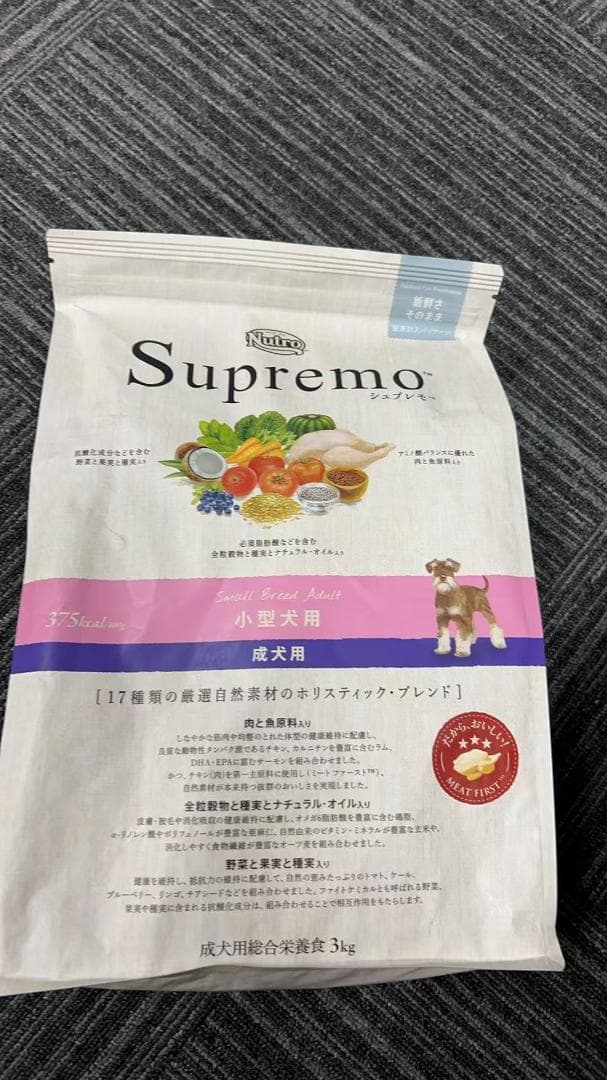 Sealed for Freshness
新鮮さ
そのまま
窒素封入パッケージ
Nutro
Supremo™
シュプレモ™
抗酸化成分などを含む
野菜と果実と種実入り
アミノ酸バランスに優れた
肉と魚原料入り
必須脂肪酸などを含む
全粒穀物と種実とナチュラル・オイル入り
Small Breed Adult
375kcal/100g
小型犬用
成犬用
[17種類の厳選自然素材のホリスティック・ブレンド]
肉と魚原料入り
しなやかな筋肉や均整のとれた体型の健康維持に配慮し、
良質な動物性タンパク源であるチキン、カルニチンを豊富に含むラム、
DHA・EPAに富むサーモンを組み合わせました。
かつ、チキン(肉)を第一主原料に使用し(ミートファースト™)、
自然素材が本来持つ抜群のおいしさを実現しました。
だから、おいしい!
MEAT FIRST™
全粒穀物と種実とナチュラル・オイル入り
皮膚・被毛や消化吸収の健康維持に配慮し、オメガ6脂肪酸を豊富に含む鶏脂、
α-リノレン酸やポリフェノールが豊富な亜麻仁、自然由来のビタミン・ミネラルが豊富な玄米や、
消化しやすく食物繊維が豊富なオーツ麦を組み合わせました。
野菜と果実と種実入り
健康を維持し、抵抗力の維持に配慮して、自然の恵みたっぷりのトマト、ケール、
ブルーベリー、リンゴ、チアシードなどを組み合わせました。ファイトケミカルとも呼ばれる野菜、
果実や種実に含まれる抗酸化成分は、組み合わせることで相互作用をもたらします。
成犬用総合栄養食 3kg